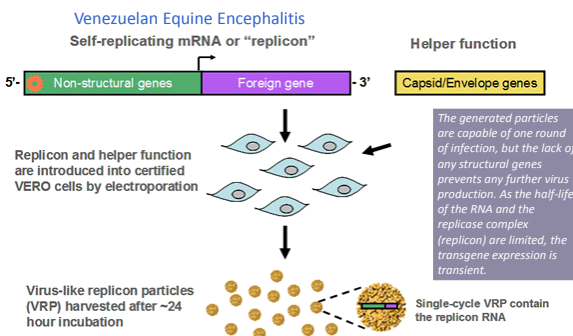 Venezuelan Equine Encephalitis
Self-replicating mRNA or “replicon”
Helper function
5'-
Non-structural genes
Foreign gene
- 3’
Capsid/Envelope genes
The generated particles
are capable of one round
of infection, but the lack of
any structural genes
prevents any further virus
production. As the half-life
of the RNA and the
replicase complex
(replicon) are limited, the
transgene expression is
transient.
Replicon and helper function
are introduced into certified
VERO cells by electroporation
Virus-like replicon particles
(VRP) harvested after ~24
hour incubation
Single-cycle VRP contain
the replicon RNA